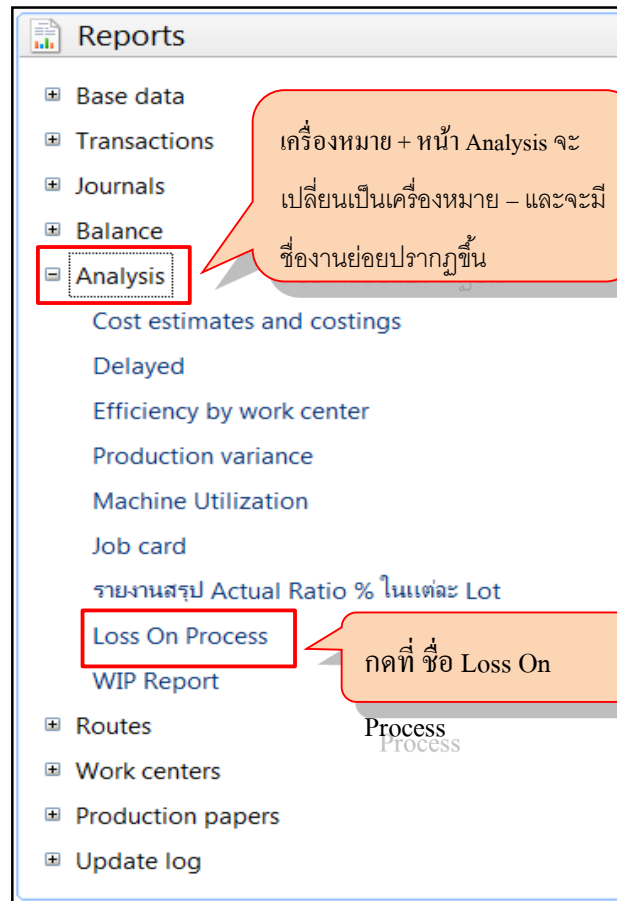 Reports
Base data
Transactions
Journals
Balance
Analysis
เครื่องหมาย + หน้า Analysis จะ
เปลี่ยนเป็นเครื่องหมาย – และจะมี
ชื่องานย่อยปรากฏขึ้น
Cost estimates and costings
Delayed
Efficiency by work center
Production variance
Machine Utilization
Job card
รายงานสรุป Actual Ratio % ในแต่ละ Lot
Loss On Process
WIP Report
กดที่ ชื่อ Loss On
Process
Routes
Work centers
Production papers
Update log